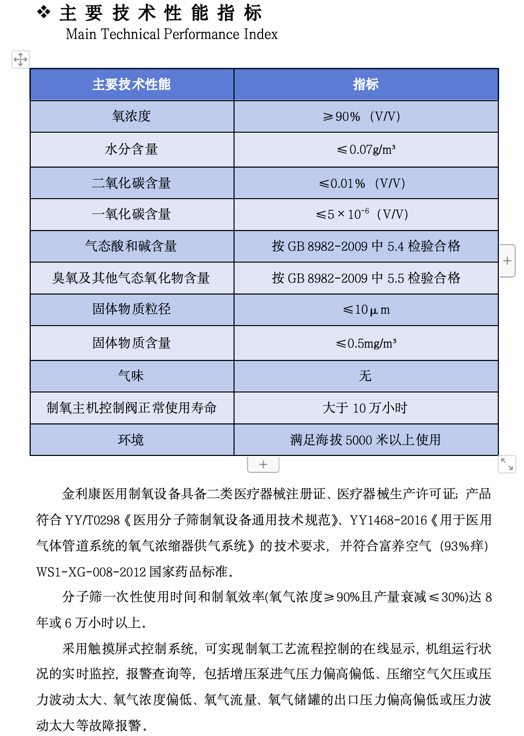 ❖ 主要技术性能指标
Main Technical Performance Index
主要技术性能 指标
氧浓度 ≥90%（V/V）
水分含量 ≤0.07g/m³
二氧化碳含量 ≤0.01%（V/V）
一氧化碳含量 ≤5×10⁻⁶（V/V）
气态酸和碱含量 按 GB 8982-2009 中 5.4 检验合格
臭氧及其他气态氧化物含量 按 GB 8982-2009 中 5.5 检验合格
固体物质粒径 ≤10μm
固体物质含量 ≤0.5mg/m³
气味 无
制氧主机控制阀正常使用寿命 大于 10 万小时
环境 满足海拔 5000 米以上使用
金利康医用制氧设备具备二类医疗器械注册证、医疗器械生产许可证；产品
符合 YY/T0298《医用分子筛制氧设备通用技术规范》、YY1468-2016《用于医用
气体管道系统的氧气浓缩器供气系统》的技术要求，并符合富养空气（93%痒）
WS1-XG-008-2012 国家药品标准。
分子筛一次性使用时间和制氧效率(氧气浓度≥90%且产量衰减≤30%)达 8
年或 6 万小时以上。
采用触摸屏式控制系统，可实现制氧工艺流程控制的在线显示，机组运行状
况的实时监控，报警查询等，包括增压泵进气压力偏高偏低、压缩空气欠压或压
力波动太大、氧气浓度偏低、氧气流量、氧气储罐的出口压力偏高偏低或压力波
动太大等故障报警。